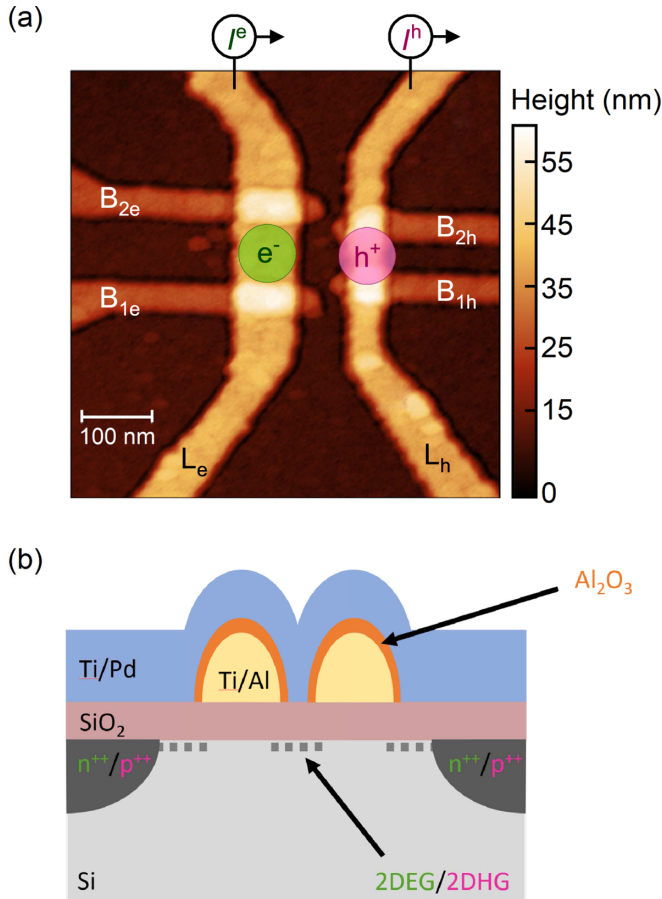 (a)
Iᵉ
Iʰ
Height (nm)
B₂ₑ
B₂ₕ
e⁻
h⁺
B₁ₑ
B₁ₕ
100 nm
Lₑ
Lₕ
55
45
35
25
15
0
(b)
Al₂O₃
Ti/Pd
Ti/Al
SiO₂
n⁺⁺/p⁺⁺
n⁺⁺/p⁺⁺
Si
2DEG/2DHG